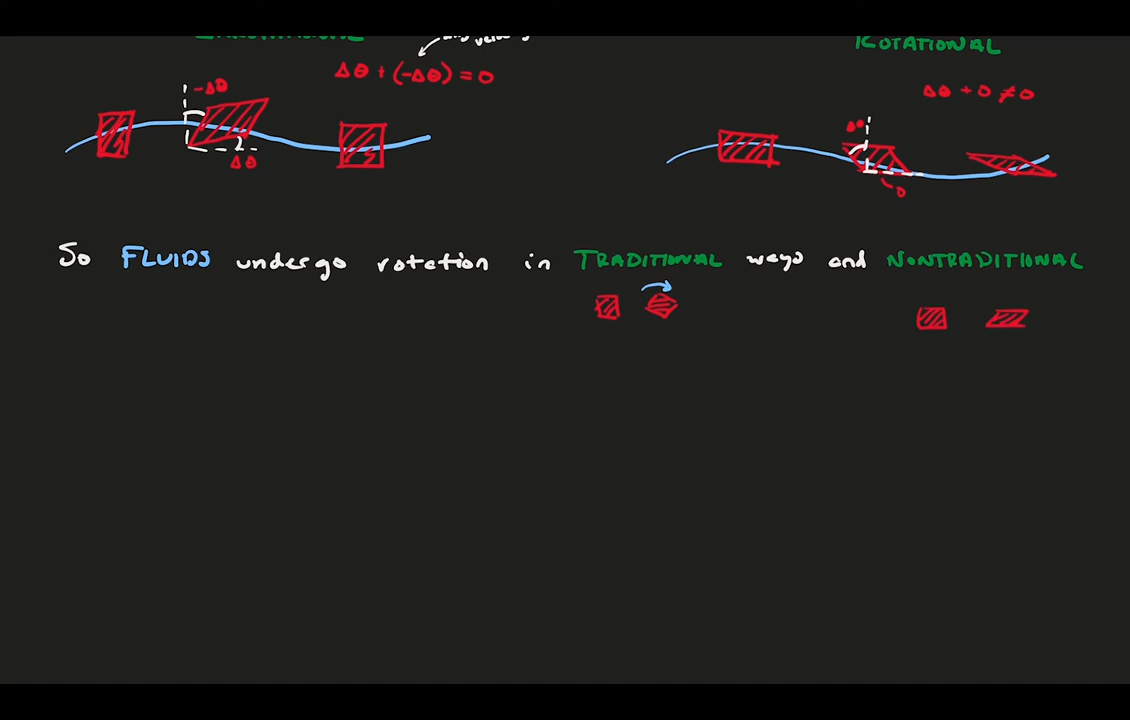 ROTATIONAL
Δθ + (-Δθ) = 0
Δθ + 0 ≠ 0
-Δθ
Δθ
Δθ
0
So FLUIDS undergo rotation in TRADITIONAL ways and NONTRADITIONAL